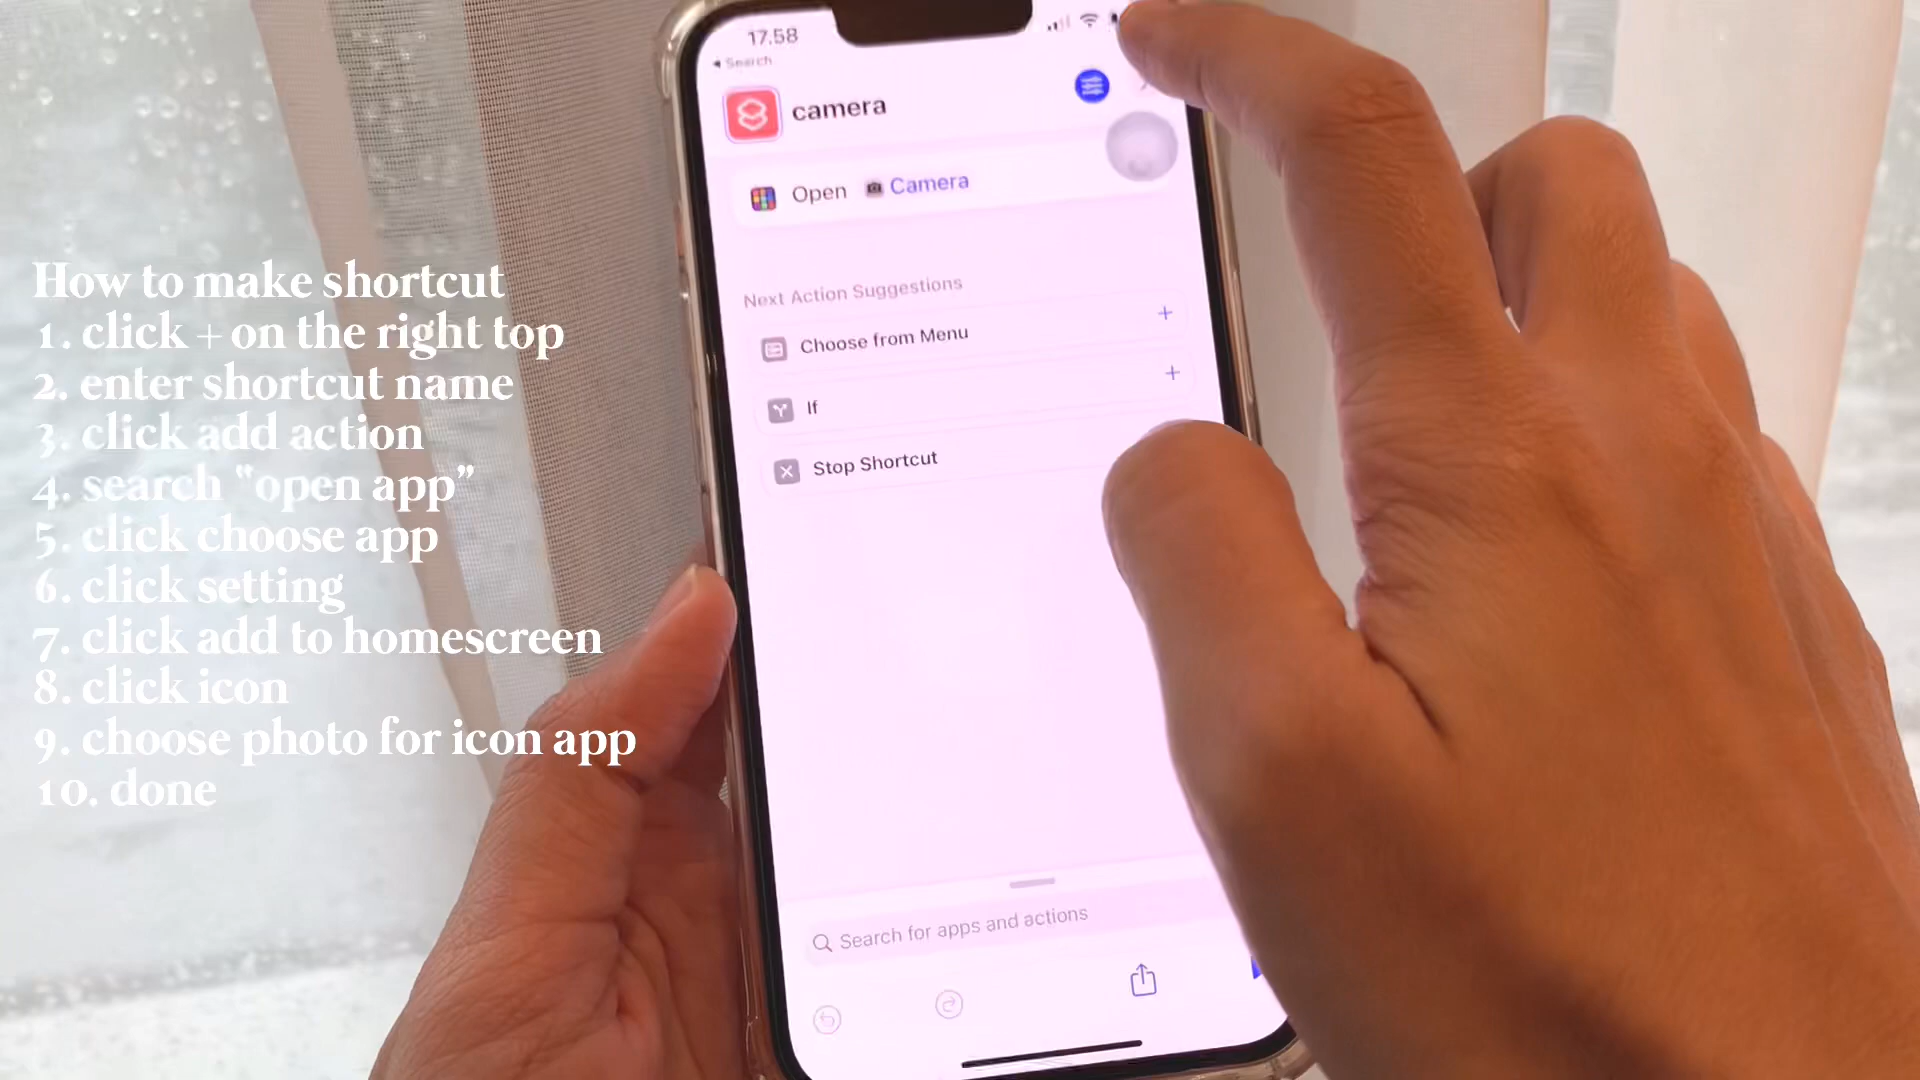 How to make shortcut
1. click + on the right top
2. enter shortcut name
3. click add action
4. search “open app”
5. click choose app
6. click setting
7. click add to homescreen
8. click icon
9. choose photo for icon app
10. done
17.58
Search
camera
Open Camera
Next Action Suggestions
Choose from Menu
If
Stop Shortcut
Search for apps and actions